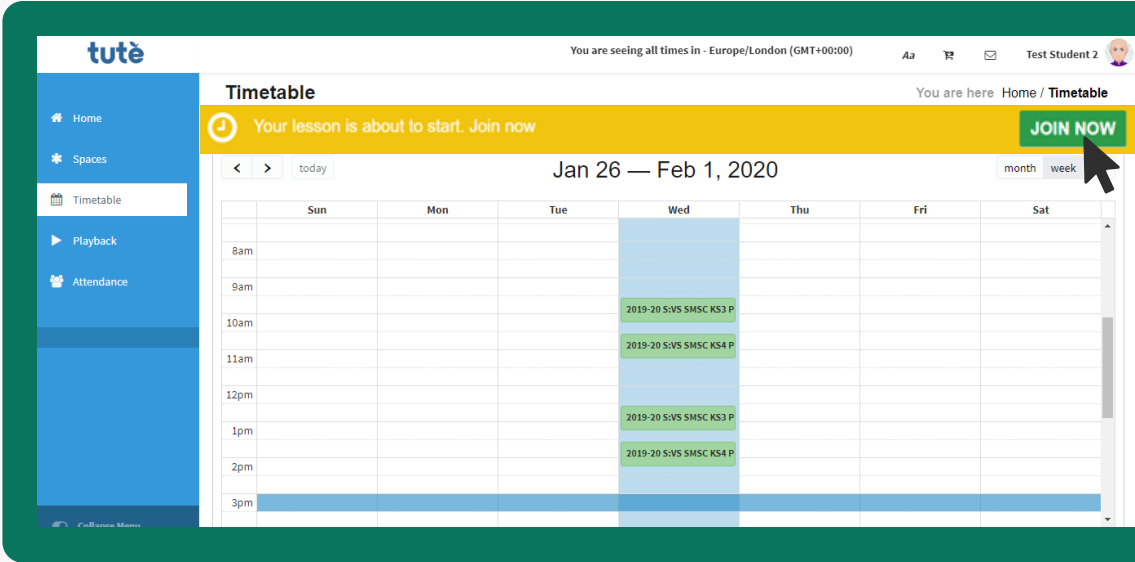 tutè
You are seeing all times in - Europe/London (GMT+00:00)
Aa
Test Student 2
Timetable
You are here Home / Timetable
Home
Spaces
Timetable
Playback
Attendance
Collapse Menu
Your lesson is about to start. Join now
JOIN NOW
today
Jan 26 — Feb 1, 2020
month week
Sun Mon Tue Wed Thu Fri Sat
8am
9am
2019-20 S:VS SMSC KS3 P
10am
2019-20 S:VS SMSC KS4 P
11am
12pm
2019-20 S:VS SMSC KS3 P
1pm
2019-20 S:VS SMSC KS4 P
2pm
3pm